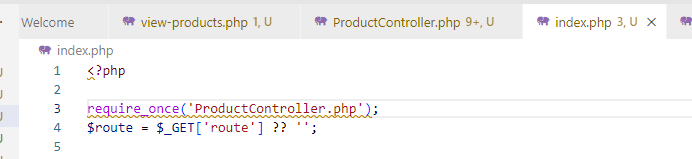 Welcome view-products.php 1, U ProductController.php 9+, U index.php 3, U
index.php
1 <?php
2
3 require_once('ProductController.php');
4 $route = $_GET['route'] ?? '';
5